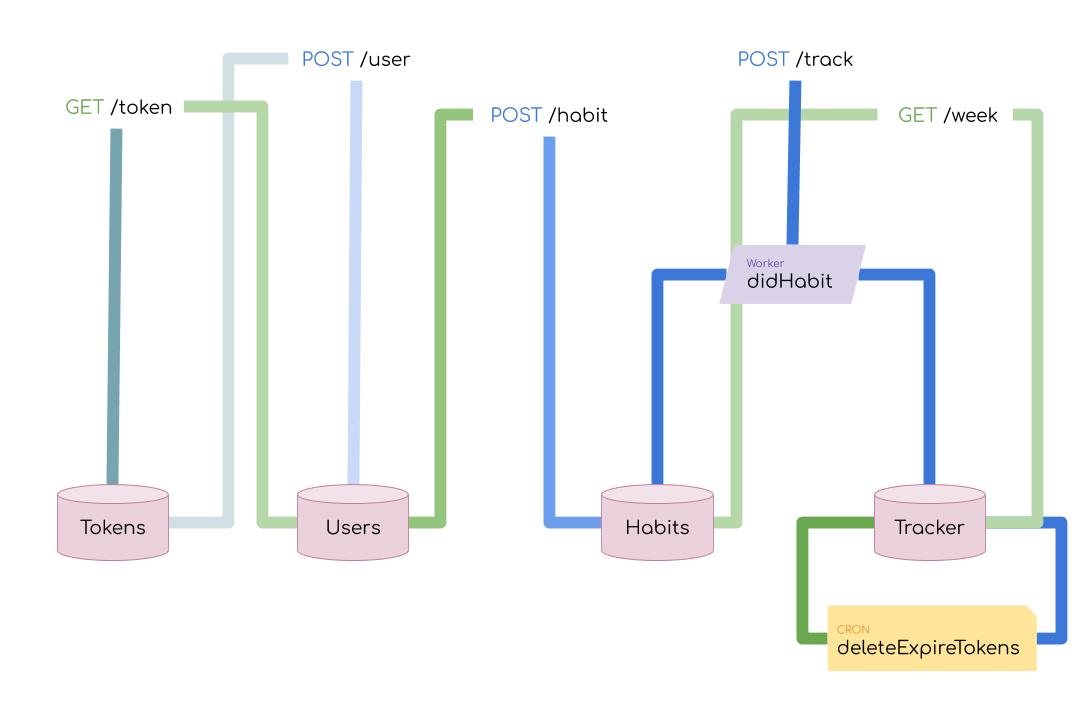 POST /user
POST /track
GET /token
POST /habit
GET /week
Worker
didHabit
Tokens
Users
Habits
Tracker
CRON
deleteExpireTokens